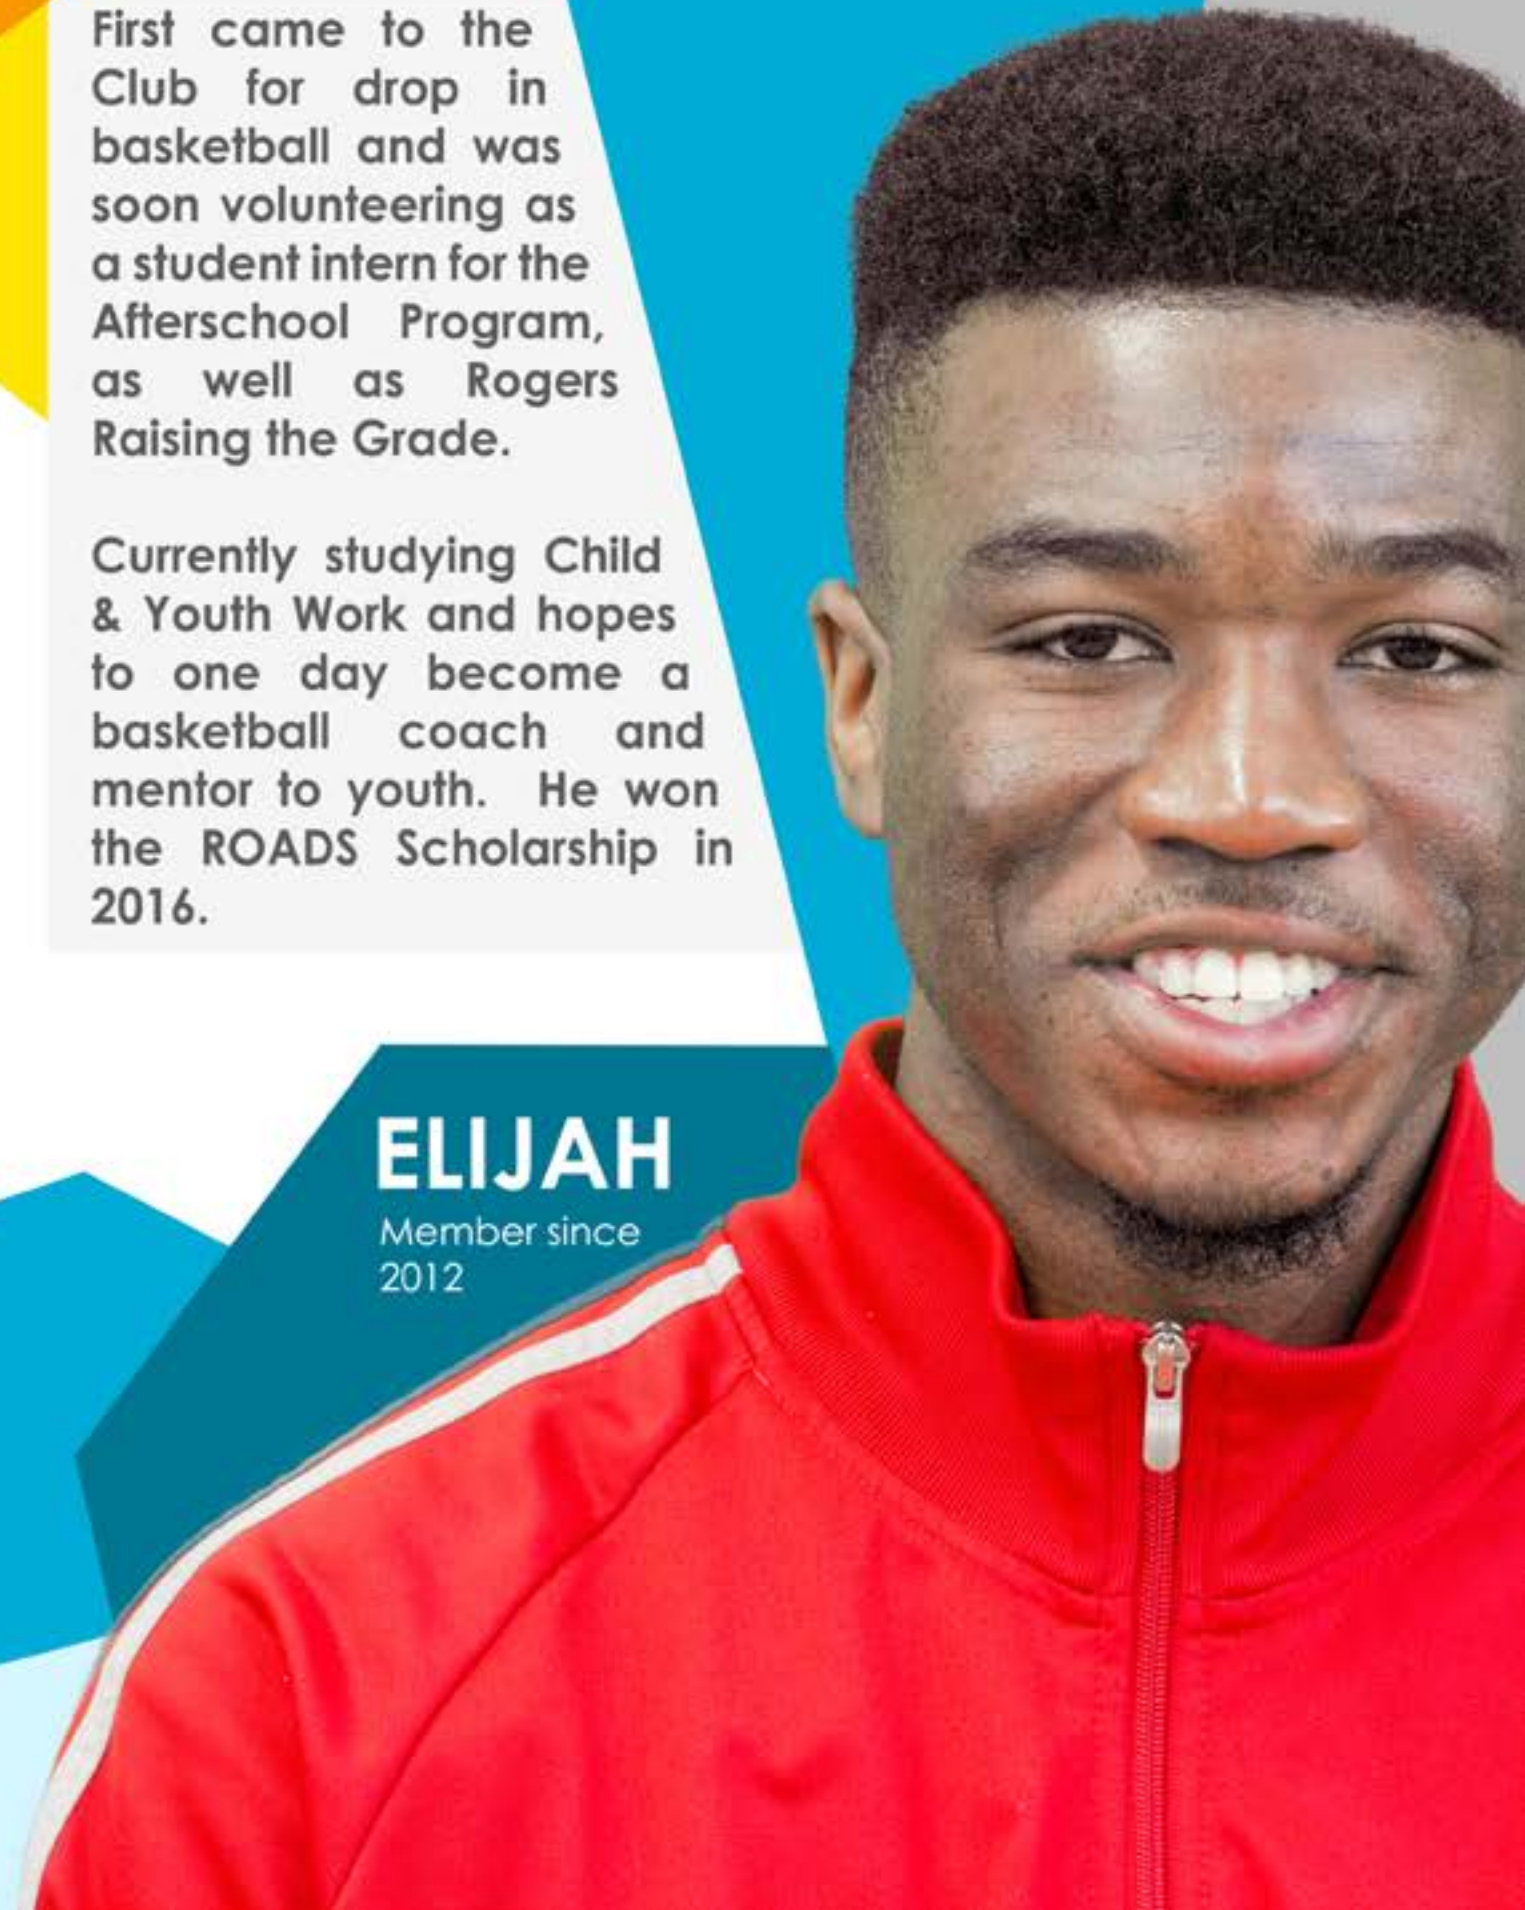 First came to the
Club for drop in
basketball and was
soon volunteering as
a student intern for the
Afterschool Program,
as well as Rogers
Raising the Grade.
Currently studying Child
& Youth Work and hopes
to one day become a
basketball coach and
mentor to youth. He won
the ROADS Scholarship in
2016.
ELIJAH
Member since
2012